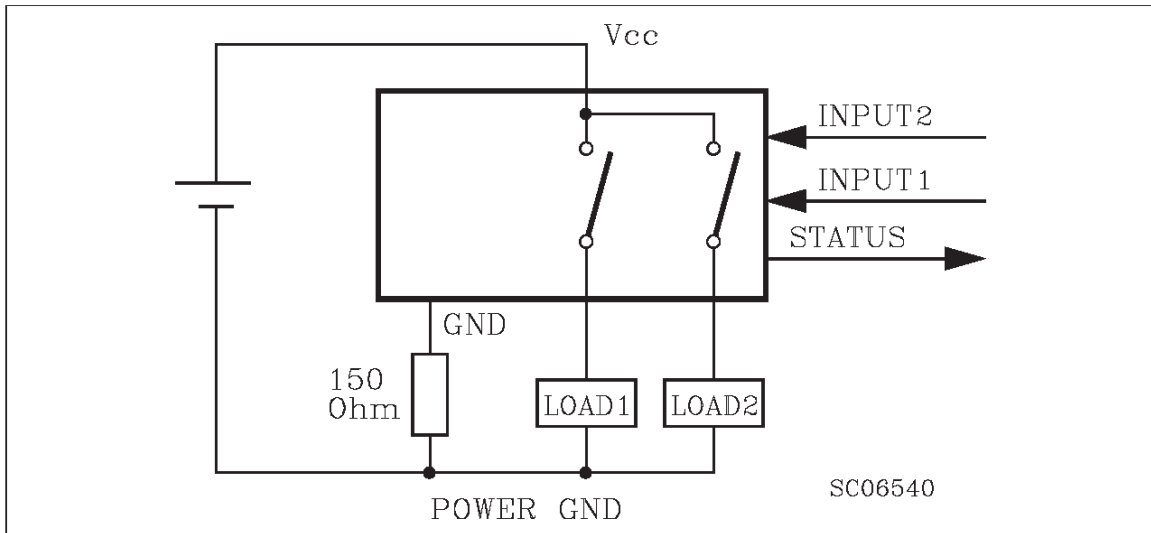 Vcc
INPUT2
INPUT1
STATUS
GND
150
Ohm
LOAD1
LOAD2
POWER GND
SC06540